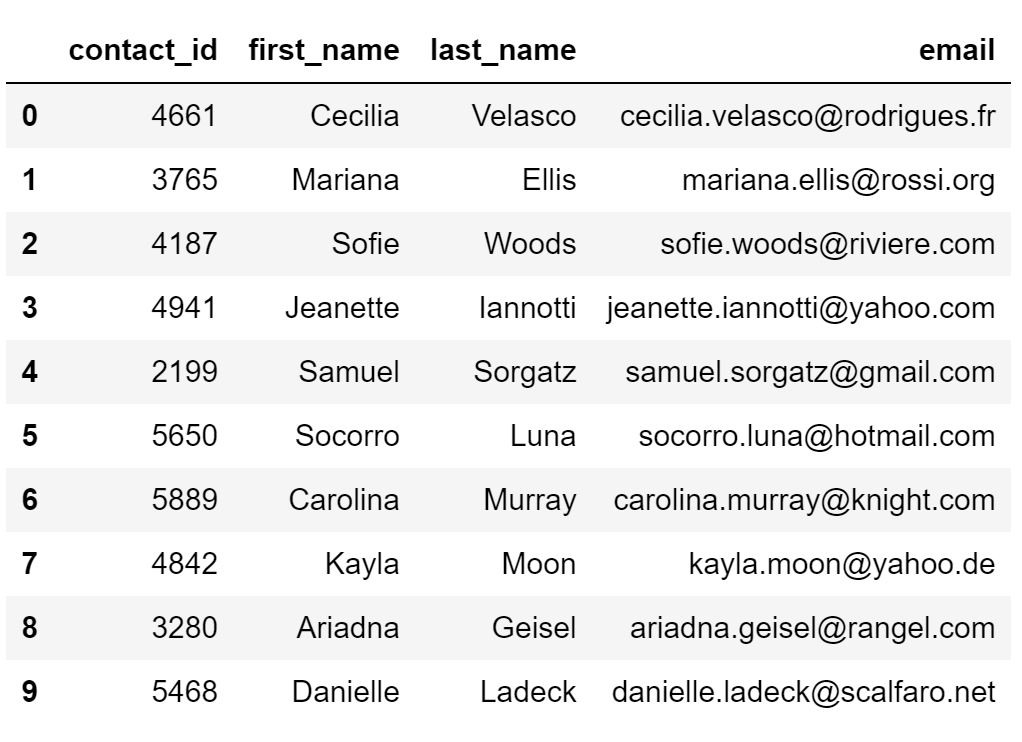 contact_id first_name last_name email
0 4661 Cecilia Velasco cecilia.velasco@rodrigues.fr
1 3765 Mariana Ellis mariana.ellis@rossi.org
2 4187 Sofie Woods sofie.woods@riviere.com
3 4941 Jeanette Iannotti jeanette.iannotti@yahoo.com
4 2199 Samuel Sorgatz samuel.sorgatz@gmail.com
5 5650 Socorro Luna socorro.luna@hotmail.com
6 5889 Carolina Murray carolina.murray@knight.com
7 4842 Kayla Moon kayla.moon@yahoo.de
8 3280 Ariadna Geisel ariadna.geisel@rangel.com
9 5468 Danielle Ladeck danielle.ladeck@scalfaro.net